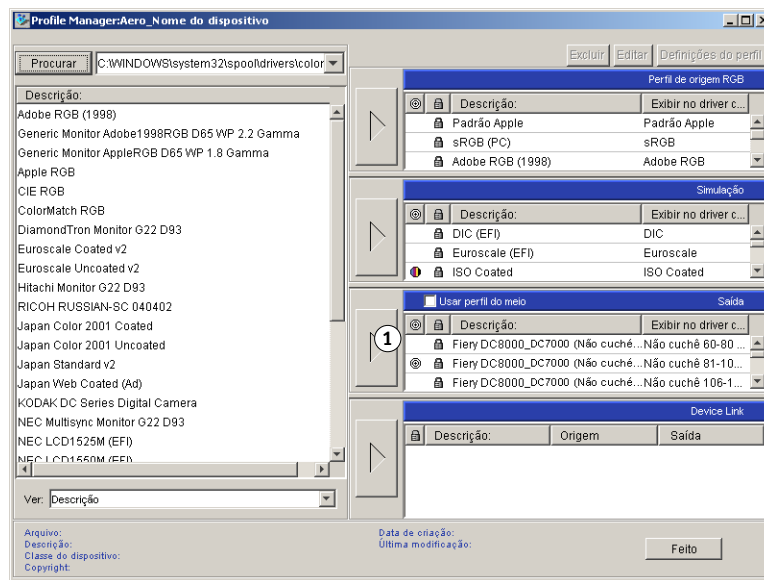 Profile Manager:Aero_Nome do dispositivo
Procurar
C:\WINDOWS\system32\spool\drivers\color
Excluir Editar Definições do perfil
Descrição:
Adobe RGB (1998)
Generic Monitor Adobe1998RGB D65 WP 2.2 Gamma
Generic Monitor AppleRGB D65 WP 1.8 Gamma
Apple RGB
CIE RGB
ColorMatch RGB
DiamondTron Monitor G22 D93
Euroscale Coated v2
Euroscale Uncoated v2
Hitachi Monitor G22 D93
RICOH RUSSIAN-SC 040402
Japan Color 2001 Coated
Japan Color 2001 Uncoated
Japan Standard v2
Japan Web Coated (Ad)
KODAK DC Series Digital Camera
NEC Multisync Monitor G22 D93
NEC LCD1525M (EFI)
NEC LCD1550M (EFI)
Ver: Descrição
Perfil de origem RGB
Descrição: Exibir no driver c...
Padrão Apple Padrão Apple
sRGB (PC) sRGB
Adobe RGB (1998) Adobe RGB
Simulação
Descrição: Exibir no driver c...
DIC (EFI) DIC
Euroscale (EFI) Euroscale
ISO Coated ISO Coated
Usar perfil do meio Saída
1
Descrição: Exibir no driver c...
Fiery DC8000_DC7000 (Não cuché... Não cuchê 60-80 ...
Fiery DC8000_DC7000 (Não cuché... Não cuchê 81-10...
Fiery DC8000_DC7000 (Não cuché... Não cuchê 106-1...
Device Link
Descrição: Origem Saída
Arquivo:
Descrição:
Classe do dispositivo:
Copyright:
Data de criação:
Última modificação:
Feito